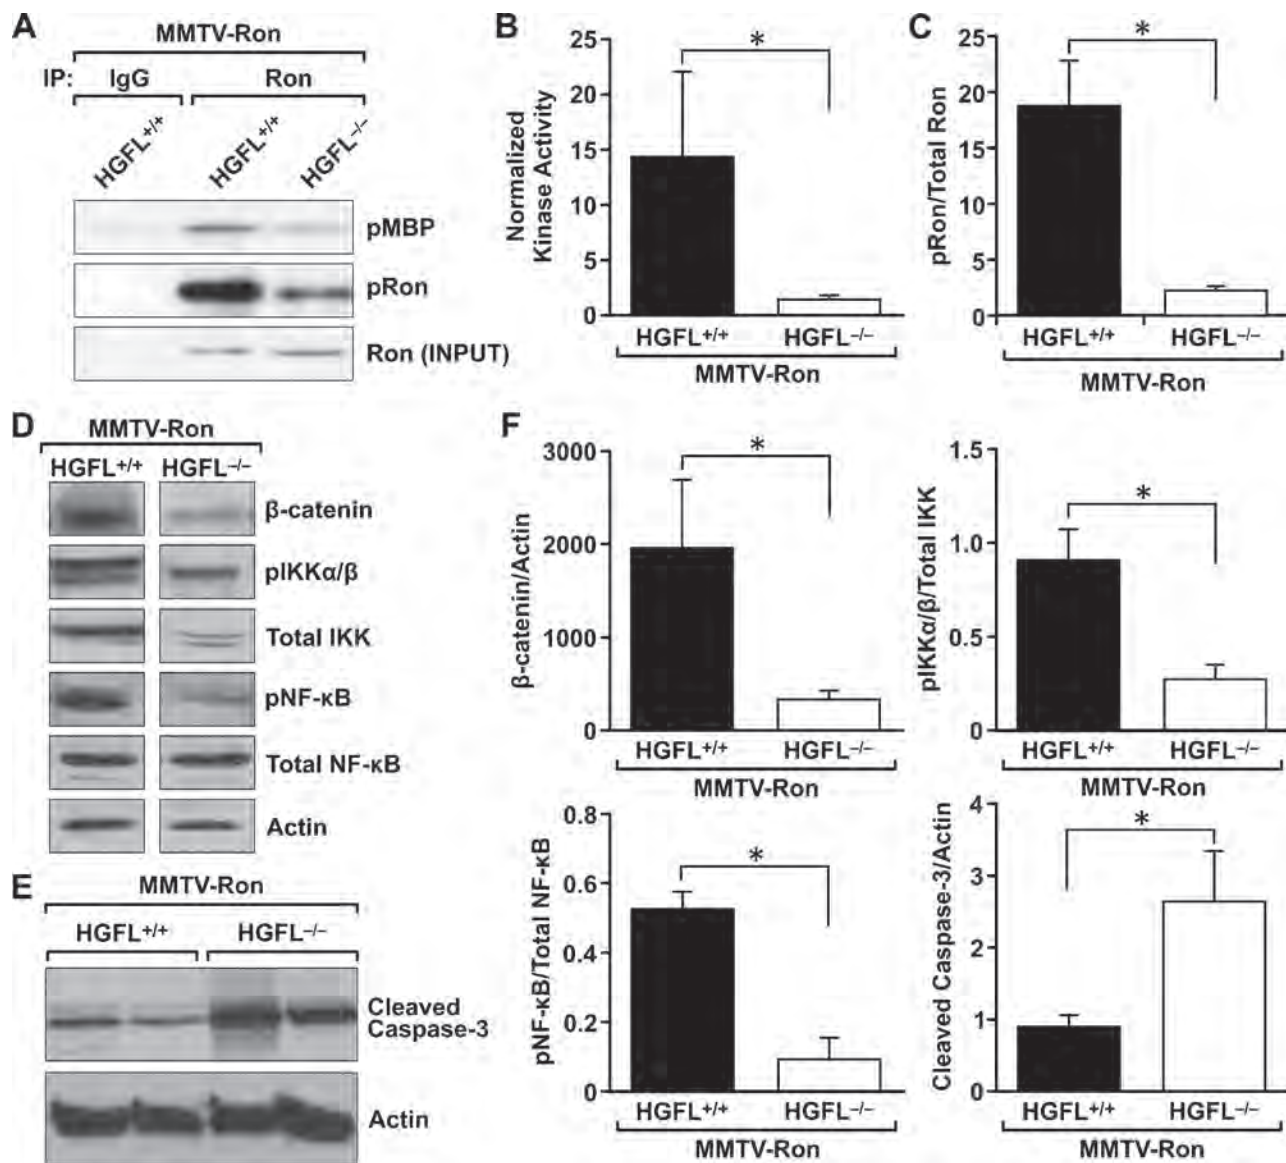 A
MMTV-Ron
IP: IgG Ron
HGFL+/+ HGFL+/+ HGFL−/−
pMBP
pRon
Ron (INPUT)
B
Normalized
Kinase Activity
25
20
15
10
5
0
*
HGFL+/+ HGFL−/−
MMTV-Ron
C
pRon/Total Ron
25
20
15
10
5
0
*
HGFL+/+ HGFL−/−
MMTV-Ron
D
MMTV-Ron
HGFL+/+ HGFL−/−
β-catenin
pIKKα/β
Total IKK
pNF-κB
Total NF-κB
Actin
E
MMTV-Ron
HGFL+/+ HGFL−/−
Cleaved
Caspase-3
Actin
F
β-catenin/Actin
3000
2000
1000
0
*
HGFL+/+ HGFL−/−
MMTV-Ron
pIKKα/β/Total IKK
1.5
1.0
0.5
0
*
HGFL+/+ HGFL−/−
MMTV-Ron
pNF-κB/Total NF-κB
0.8
0.6
0.4
0.2
0
*
HGFL+/+ HGFL−/−
MMTV-Ron
Cleaved Caspase-3/Actin
4
3
2
1
0
*
HGFL+/+ HGFL−/−
MMTV-Ron